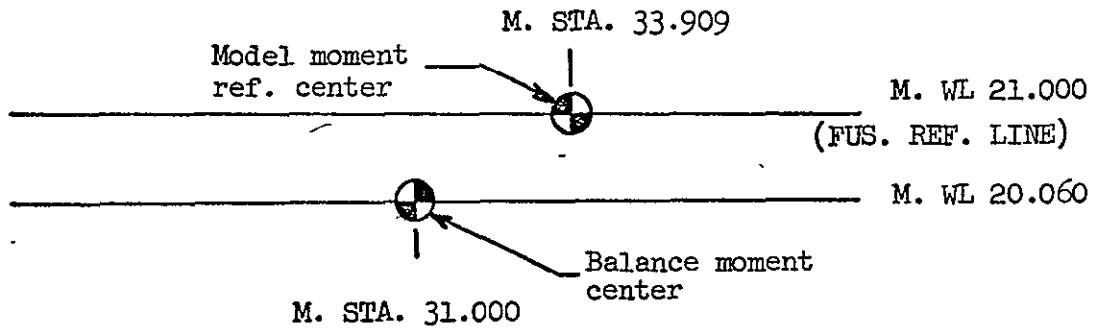 M. STA. 33.909
Model moment
ref. center
M. WL 21.000
(FUS. REF. LINE)
M. WL 20.060
Balance moment
center
M. STA. 31.000